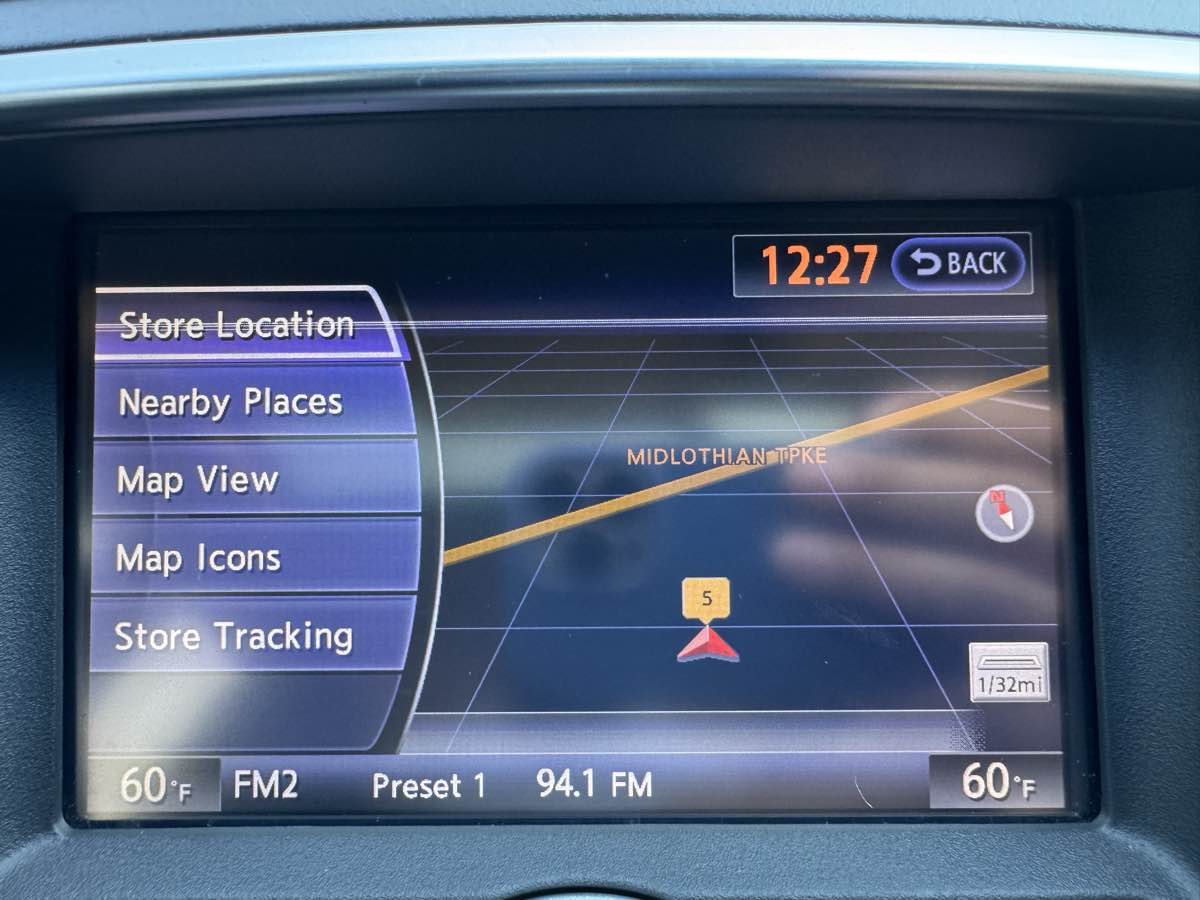 12:27 BACK
Store Location
Nearby Places
Map View
Map Icons
Store Tracking
MIDLOTHIAN TPKE
N
5
1/32mi
60°F FM2 Preset 1 94.1 FM 60°F